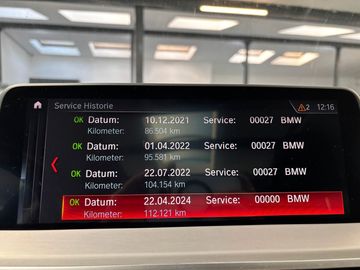 Service Historie
2
12:16
OK Datum: 10.12.2021 Service: 00027 BMW
Kilometer: 86.504 km
OK Datum: 01.04.2022 Service: 00027 BMW
Kilometer: 95.581 km
OK Datum: 22.07.2022 Service: 00027 BMW
Kilometer: 104.154 km
OK Datum: 22.04.2024 Service: 00000 BMW
Kilometer: 112.121 km